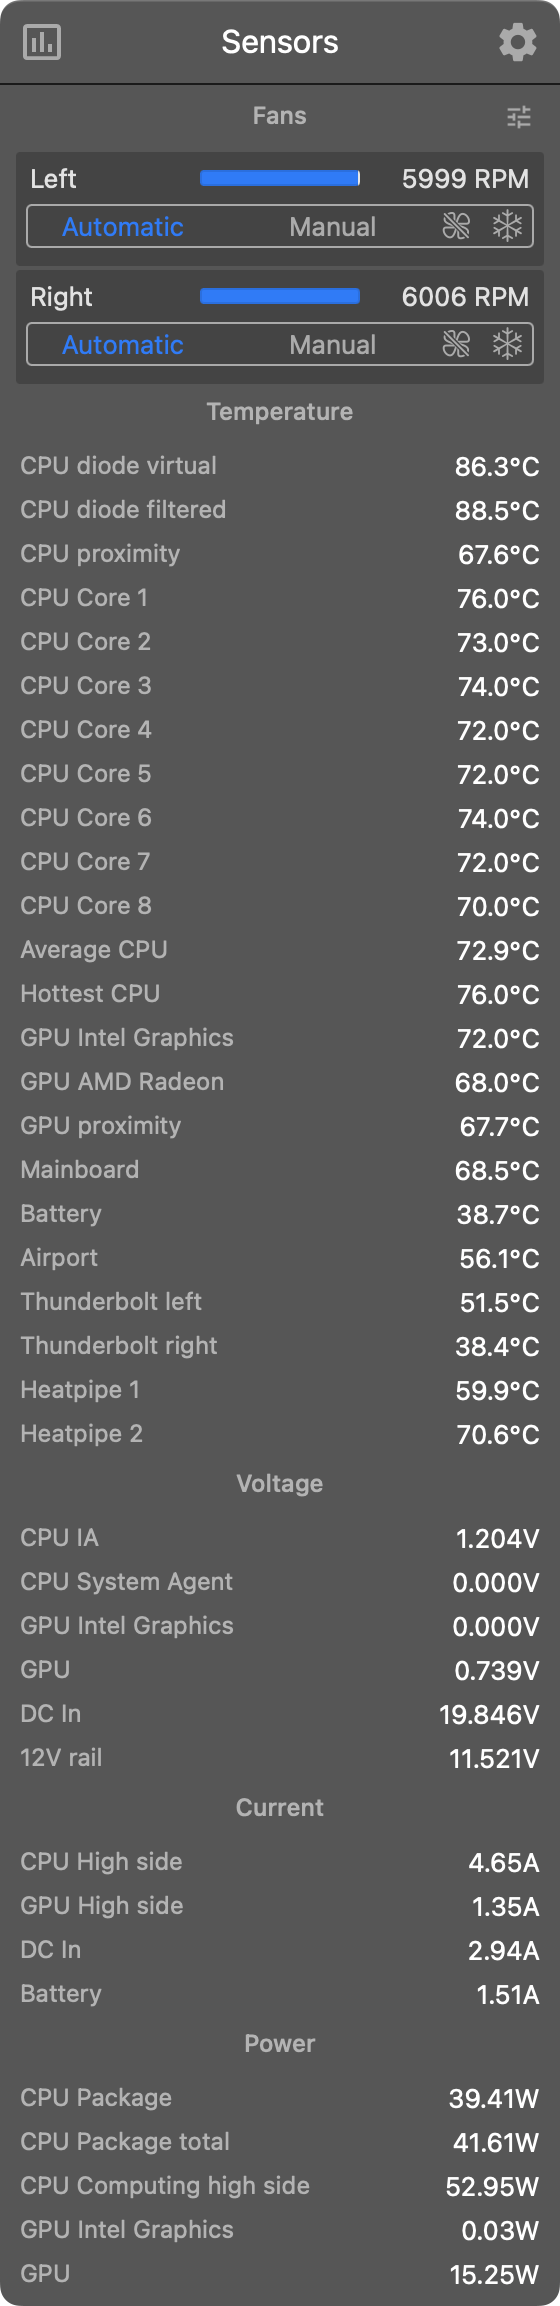 Sensors
Fans
Left 5999 RPM
Automatic Manual
Right 6006 RPM
Automatic Manual
Temperature
CPU diode virtual 86.3°C
CPU diode filtered 88.5°C
CPU proximity 67.6°C
CPU Core 1 76.0°C
CPU Core 2 73.0°C
CPU Core 3 74.0°C
CPU Core 4 72.0°C
CPU Core 5 72.0°C
CPU Core 6 74.0°C
CPU Core 7 72.0°C
CPU Core 8 70.0°C
Average CPU 72.9°C
Hottest CPU 76.0°C
GPU Intel Graphics 72.0°C
GPU AMD Radeon 68.0°C
GPU proximity 67.7°C
Mainboard 68.5°C
Battery 38.7°C
Airport 56.1°C
Thunderbolt left 51.5°C
Thunderbolt right 38.4°C
Heatpipe 1 59.9°C
Heatpipe 2 70.6°C
Voltage
CPU IA 1.204V
CPU System Agent 0.000V
GPU Intel Graphics 0.000V
GPU 0.739V
DC In 19.846V
12V rail 11.521V
Current
CPU High side 4.65A
GPU High side 1.35A
DC In 2.94A
Battery 1.51A
Power
CPU Package 39.41W
CPU Package total 41.61W
CPU Computing high side 52.95W
GPU Intel Graphics 0.03W
GPU 15.25W